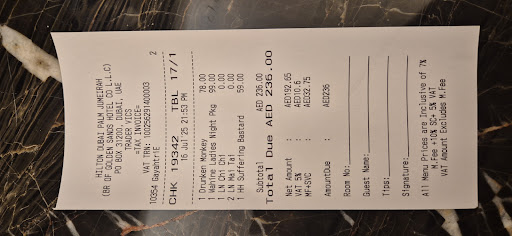 HILTON DUBAI PALM JUMEIRAH
(BR OF GOLDEN SANDS HOTEL CO L.L.C)
PO BOX 31200, DUBAI, UAE
TRADER VICS
=TAX INVOICE=
VAT TRN: 100256291400003
10354 GayathriE 2
CHK 19342 TBL 17/1
16 Jul'25 21:53 PM
1 Drunken Monkey 78.00
1 Wahine Ladies Night Pkg 99.00
1 LN Chi Chi 0.00
2 LN Mai Tai 0.00
1 HH Suffering Bastard 59.00
Subtotal AED 236.00
Total Due AED 236.00
Net Amount : AED192.65
VAT 5% : AED10.6
MF+SVC : AED32.75
AmountDue : AED236
Room No:
Guest Name:
Tips:
Signature:
All Menu Prices are Inclusive of 7%
M.Fee +10% SC+ 5% VAT
VAT Amount Excludes M.Fee